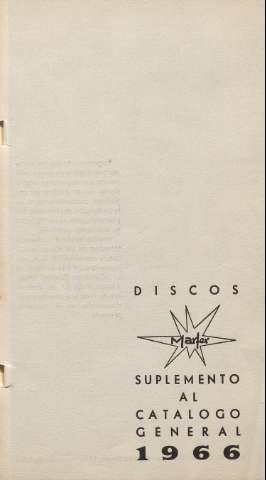 DISCOS
Marfer
SUPLEMENTO
AL
CATALOGO
GENERAL
1966